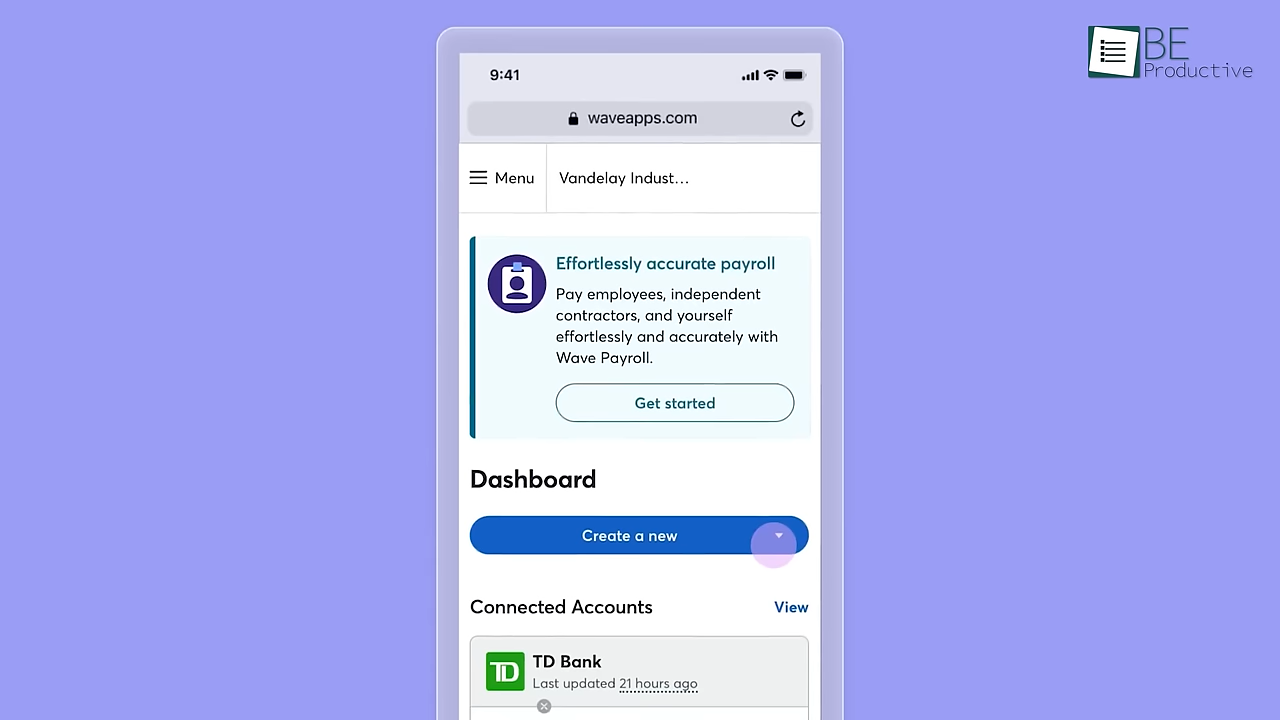 BE
Productive
9:41
waveapps.com
Menu
Vandelay Indust...
Effortlessly accurate payroll
Pay employees, independent
contractors, and yourself
effortlessly and accurately with
Wave Payroll.
Get started
Dashboard
Create a new
Connected Accounts
View
TD
TD Bank
Last updated 21 hours ago